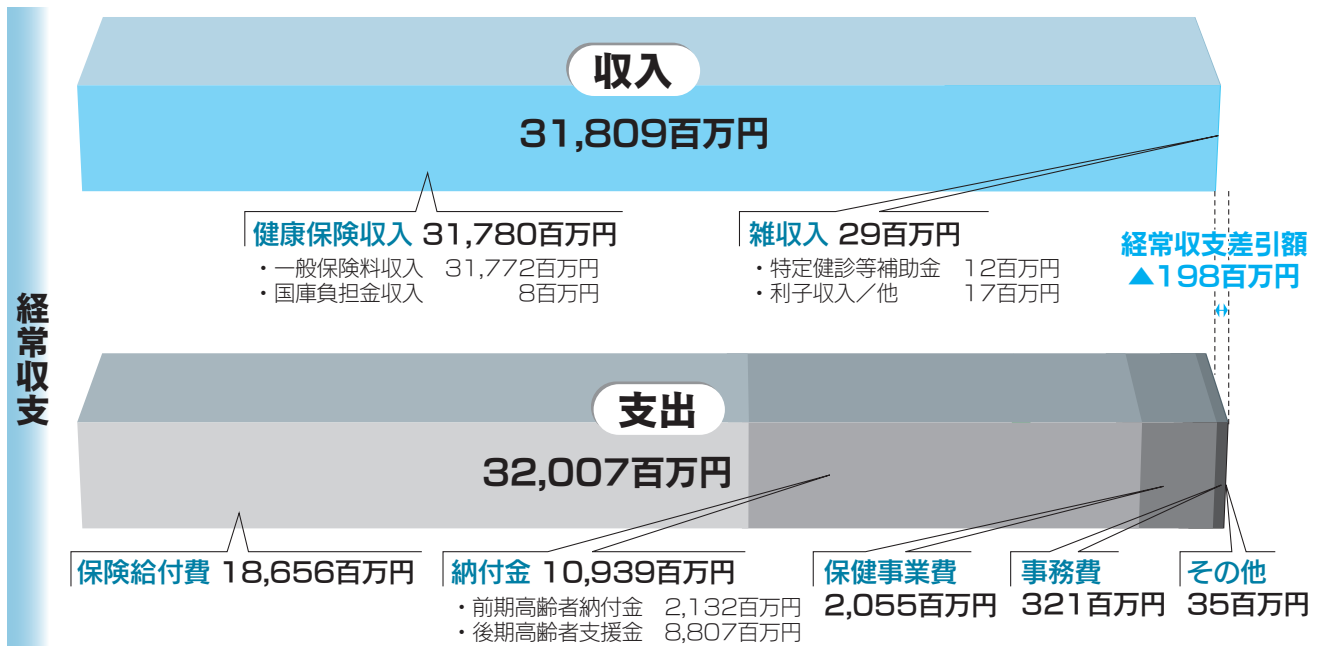 経常収支
収入
31,809百万円
健康保険収入 31,780百万円
・一般保険料収入 31,772百万円
・国庫負担金収入 8百万円
雑収入 29百万円
・特定健診等補助金 12百万円
・利子収入／他 17百万円
経常収支差引額
▲198百万円
支出
32,007百万円
保険給付費 18,656百万円
納付金 10,939百万円
・前期高齢者納付金 2,132百万円
・後期高齢者支援金 8,807百万円
保健事業費
2,055百万円
事務費
321百万円
その他
35百万円